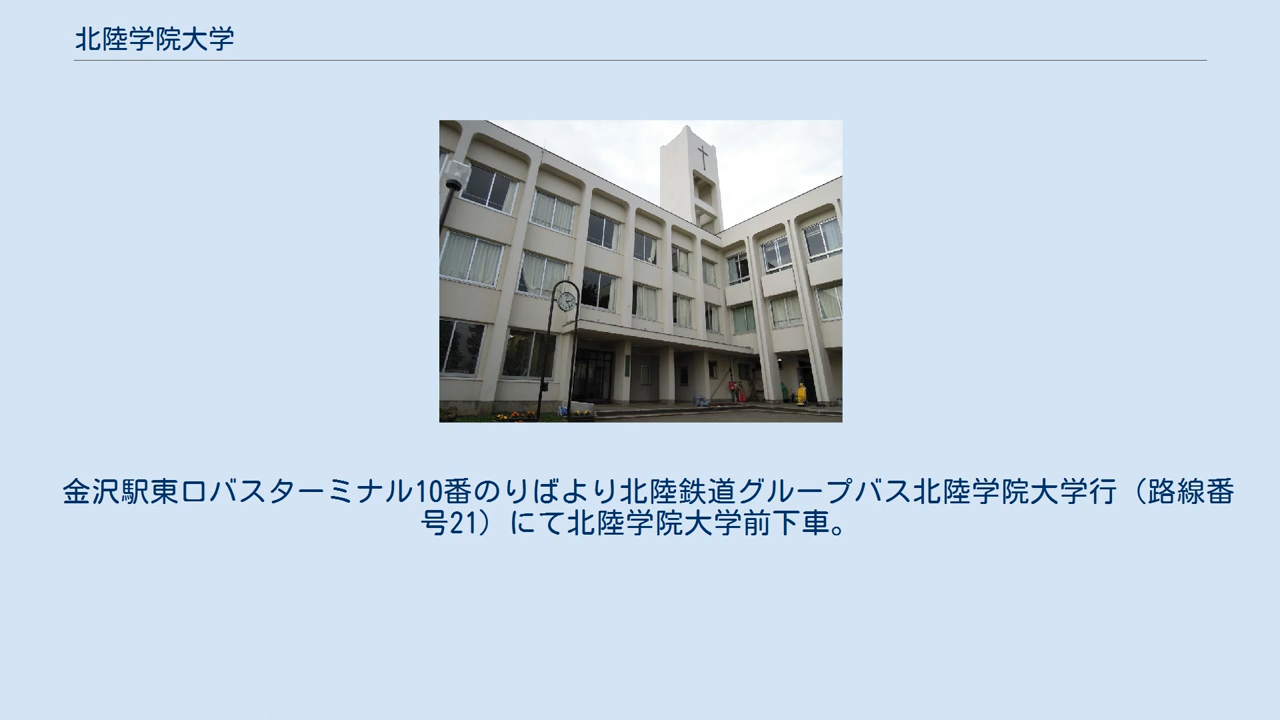 北陸学院大学
金沢駅東口バスターミナル10番のりばより北陸鉄道グループバス北陸学院大学行（路線番
号21）にて北陸学院大学前下車。